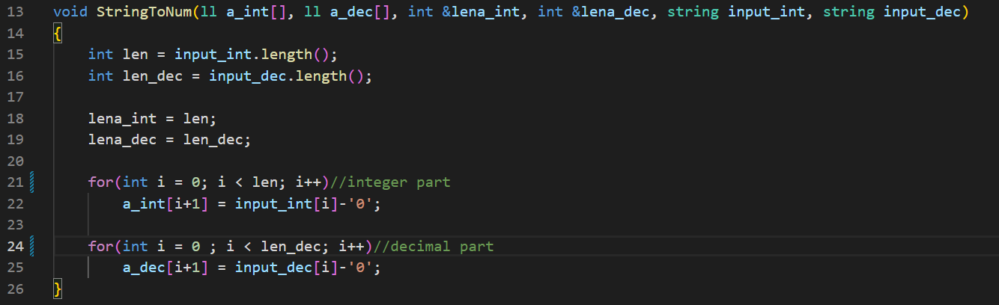 13 void StringToNum(ll a_int[], ll a_dec[], int &lena_int, int &lena_dec, string input_int, string input_dec)
14 {
15     int len = input_int.length();
16     int len_dec = input_dec.length();
17
18     lena_int = len;
19     lena_dec = len_dec;
20
21     for(int i = 0; i < len; i++)//integer part
22         a_int[i+1] = input_int[i]-'0';
23
24     for(int i = 0 ; i < len_dec; i++)//decimal part
25         a_dec[i+1] = input_dec[i]-'0';
26 }